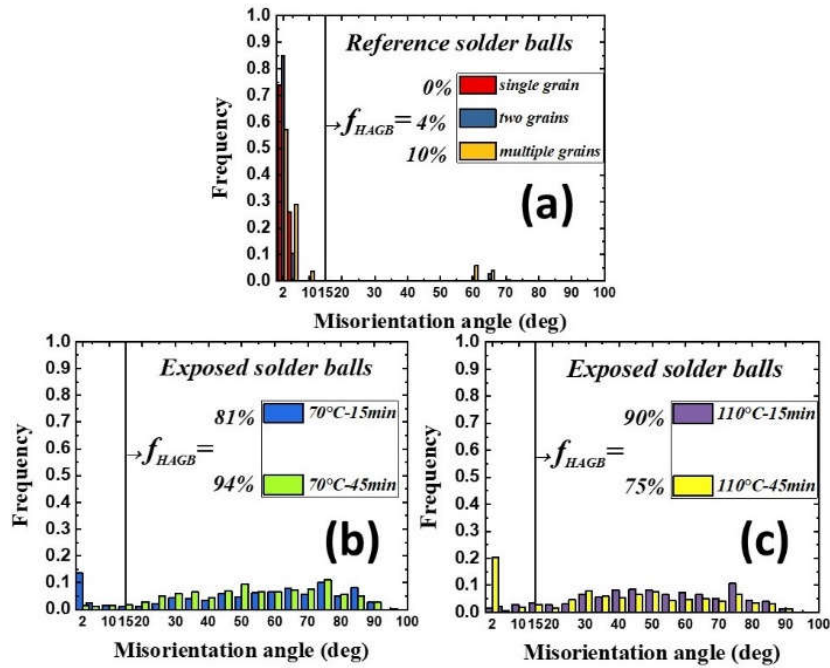 1.0
0.9
0.8
0.7
0.6
0.5
0.4
0.3
0.2
0.1
0.0
Frequency
Reference solder balls
0% single grain
→ fHAGB= 4% two grains
10% multiple grains
(a)
2 10 15 20 30 40 50 60 70 80 90 100
Misorientation angle (deg)
1.0
0.9
0.8
0.7
0.6
0.5
0.4
0.3
0.2
0.1
0.0
Frequency
Exposed solder balls
81% 70°C-15min
→ fHAGB=
94% 70°C-45min
(b)
2 10 15 20 30 40 50 60 70 80 90 100
Misorientation angle (deg)
1.0
0.9
0.8
0.7
0.6
0.5
0.4
0.3
0.2
0.1
0.0
Frequency
Exposed solder balls
90% 110°C-15min
→ fHAGB=
75% 110°C-45min
(c)
2 10 15 20 30 40 50 60 70 80 90 100
Misorientation angle (deg)